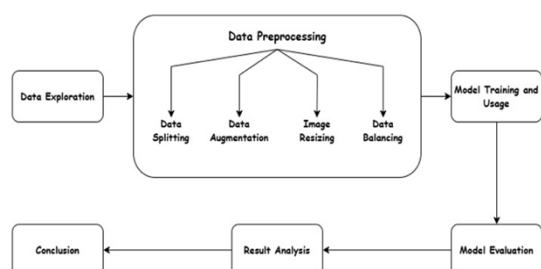 Data Preprocessing
Data Exploration
Data
Splitting
Data
Augmentation
Image
Resizing
Data
Balancing
Model Training and
Usage
Model Evaluation
Result Analysis
Conclusion